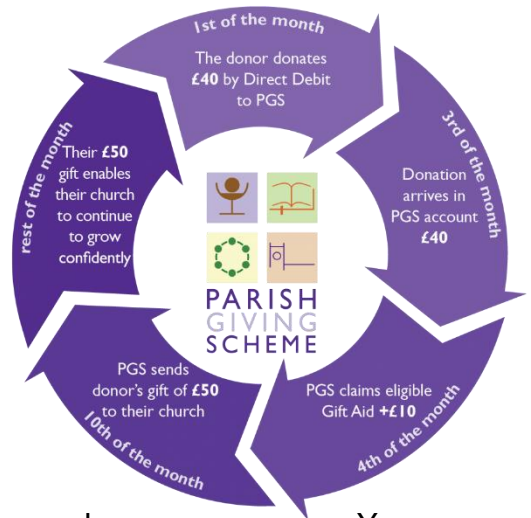 1st of the month
The donor donates
£40 by Direct Debit
to PGS
3rd of the month
Donation
arrives in
PGS account
£40
4th of the month
PGS claims eligible
Gift Aid +£10
10th of the month
PGS sends
donor's gift of £50
to their church
rest of the month
Their £50
gift enables
their church
to continue
to grow
confidently
PARISH
GIVING
SCHEME